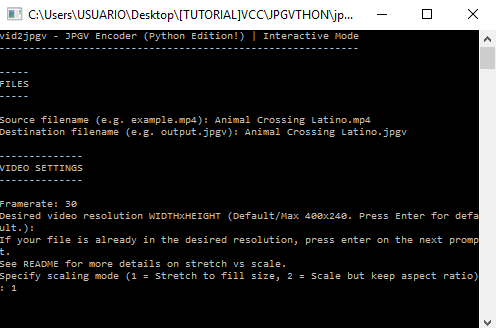 C:\Users\USUARIO\Desktop\[TUTORIAL]VCC\JPGVTHON\jp...
vid2jpgv - JPGV Encoder (Python Edition!) | Interactive Mode
------------------------------------------------------------
-----
FILES
-----
Source filename (e.g. example.mp4): Animal Crossing Latino.mp4
Destination filename (e.g. output.jpgv): Animal Crossing Latino.jpgv
--------------
VIDEO SETTINGS
--------------
Framerate: 30
Desired video resolution WIDTHxHEIGHT (Default/Max 400x240. Press Enter for defa
ult.):
If your file is already in the desired resolution, press enter on the next promp
t.
See README for more details on stretch vs scale.
Specify scaling mode (1 = Stretch to fill size, 2 = Scale but keep aspect ratio)
: 1